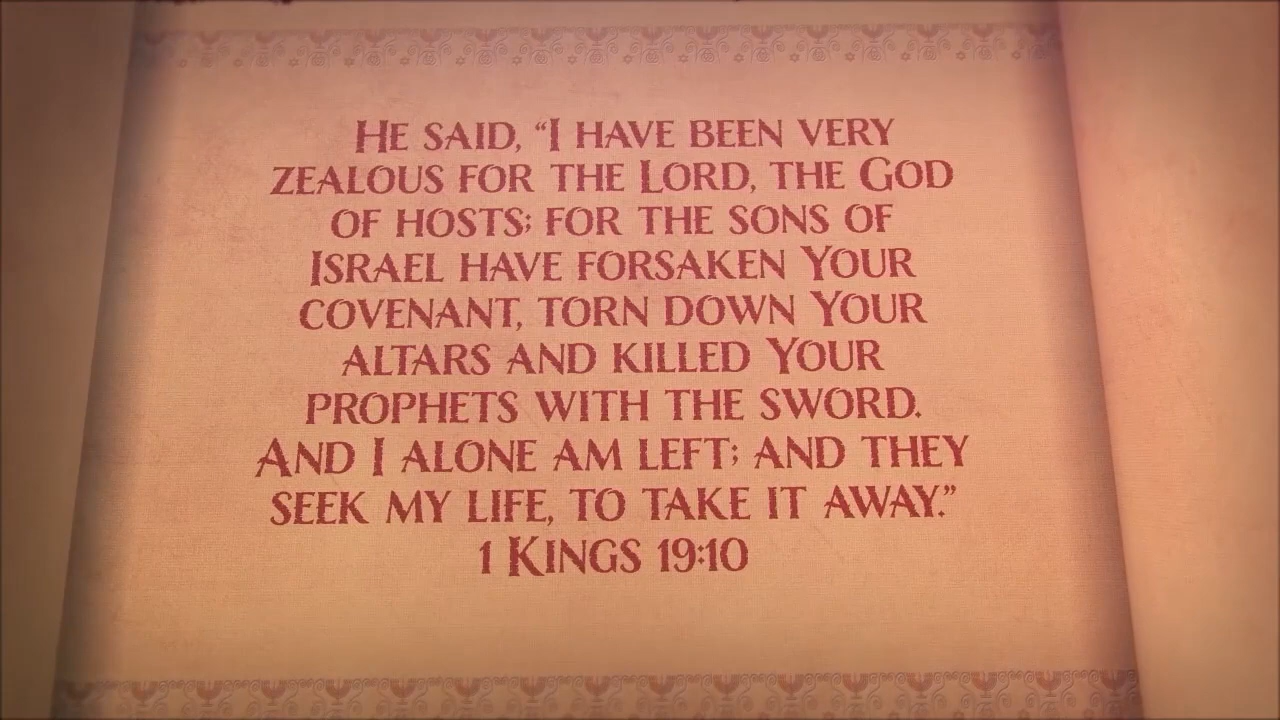 He said, “I have been very
zealous for the Lord, the God
of hosts; for the sons of
Israel have forsaken Your
covenant, torn down Your
altars and killed Your
prophets with the sword.
And I alone am left; and they
seek my life, to take it away.”
1 Kings 19:10